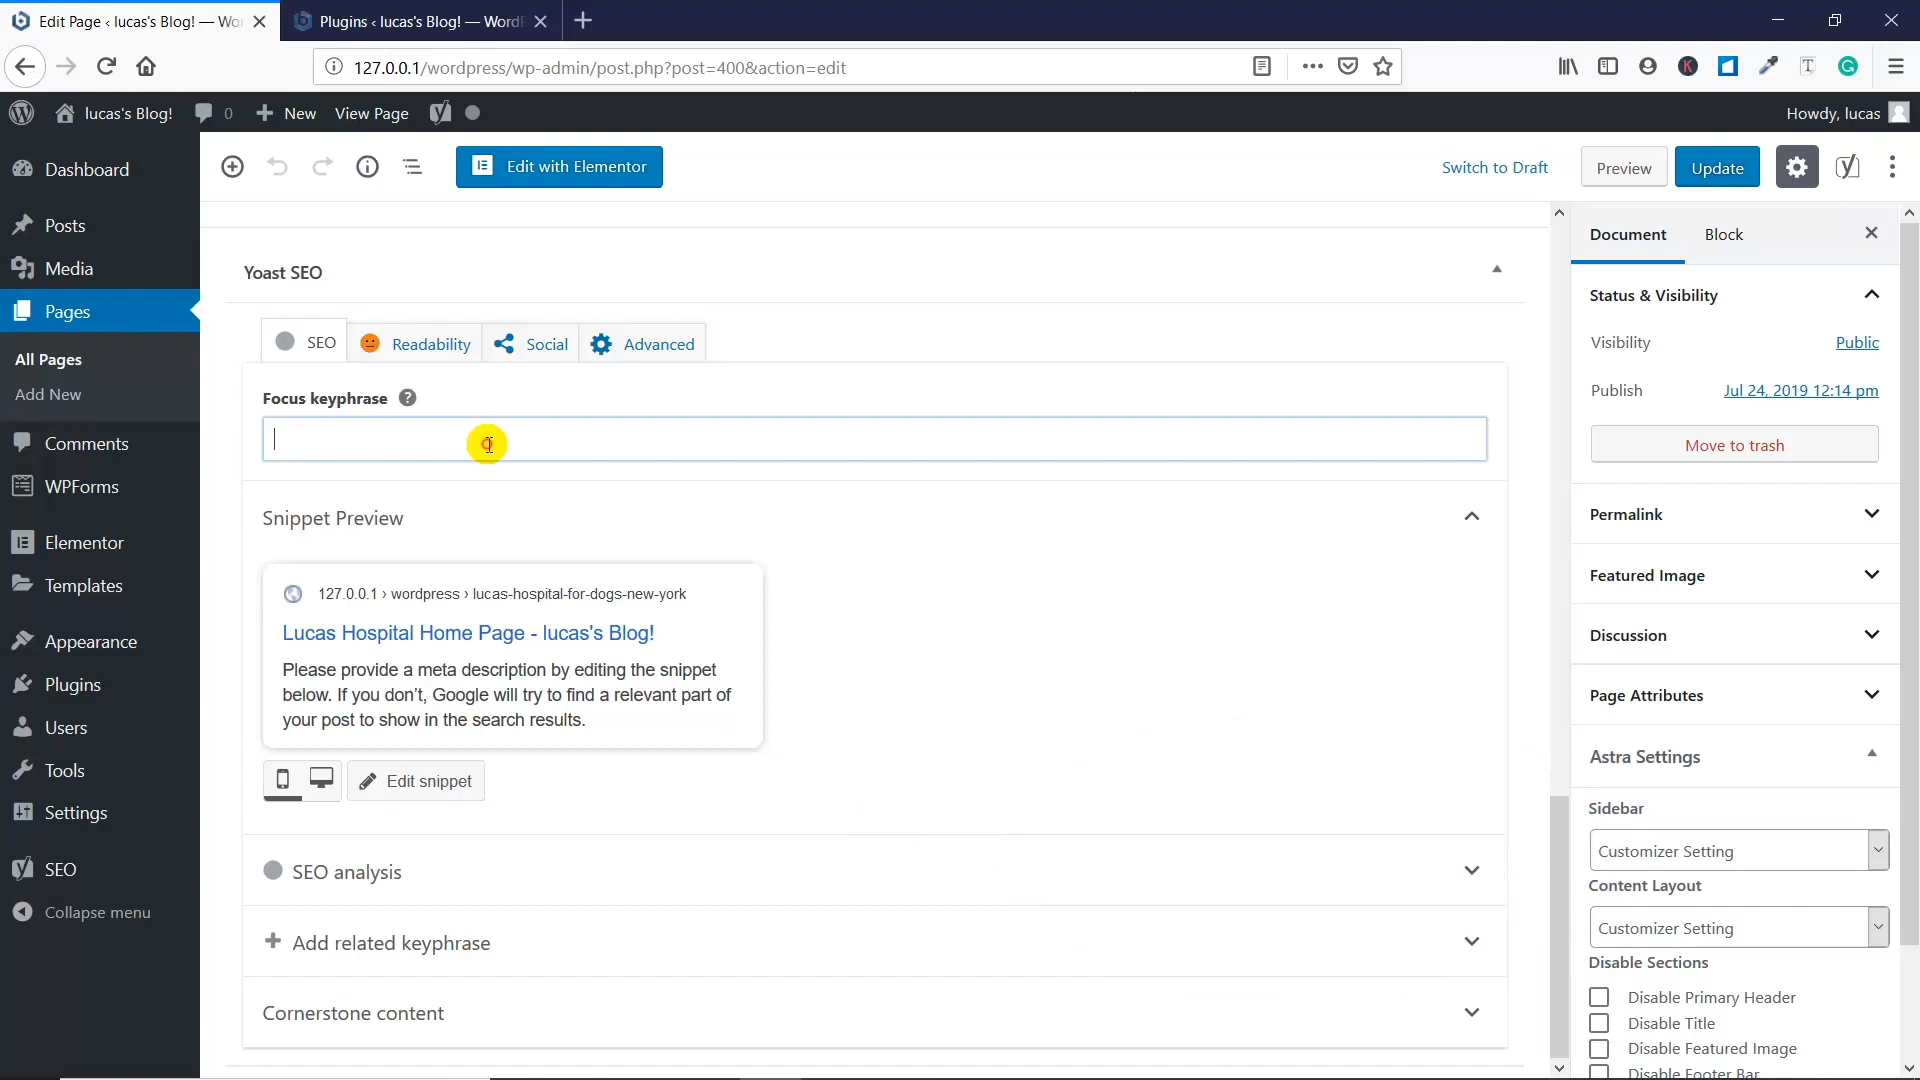 Edit Page ‹ lucas's Blog! — Wo
Plugins ‹ lucas's Blog! — Word
127.0.0.1/wordpress/wp-admin/post.php?post=400&action=edit
lucas's Blog!
0
New
View Page
Howdy, lucas
Dashboard
Posts
Media
Pages
All Pages
Add New
Comments
WPForms
Elementor
Templates
Appearance
Plugins
Users
Tools
Settings
SEO
Collapse menu
Edit with Elementor
Switch to Draft
Preview
Update
Yoast SEO
SEO
Readability
Social
Advanced
Focus keyphrase
Snippet Preview
127.0.0.1 › wordpress › lucas-hospital-for-dogs-new-york
Lucas Hospital Home Page - lucas's Blog!
Please provide a meta description by editing the snippet
below. If you don’t, Google will try to find a relevant part of
your post to show in the search results.
Edit snippet
SEO analysis
Add related keyphrase
Cornerstone content
Document
Block
Status & Visibility
Visibility
Public
Publish
Jul 24, 2019 12:14 pm
Move to trash
Permalink
Featured Image
Discussion
Page Attributes
Astra Settings
Sidebar
Customizer Setting
Content Layout
Customizer Setting
Disable Sections
Disable Primary Header
Disable Title
Disable Featured Image
Disable Footer Bar